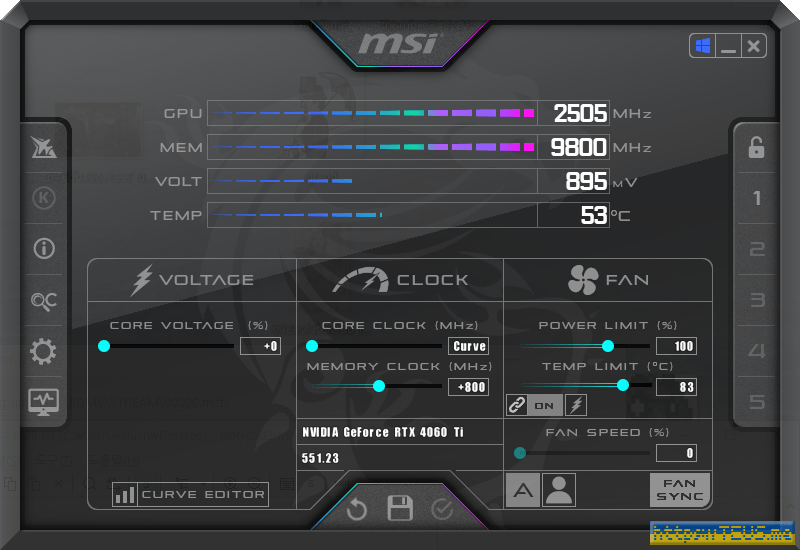 msi
GPU 2505 MHz
MEM 9800 MHz
VOLT 895 MV
TEMP 53 °C
K
i
OC
1
2
3
4
5
VOLTAGE
CLOCK
FAN
CORE VOLTAGE (%)
+0
CORE CLOCK (MHz)
Curve
MEMORY CLOCK (MHz)
+800
POWER LIMIT (%)
100
TEMP LIMIT (°C)
83
ON
NVIDIA GeForce RTX 4060 Ti
551.23
FAN SPEED (%)
0
CURVE EDITOR
A
FAN SYNC